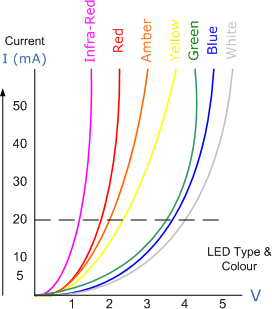 Current
I (mA)
Infra-Red
Red
Amber
Yellow
Green
Blue
White
50
40
30
20
10
5
LED Type &
Colour
1 2 3 4 5 V